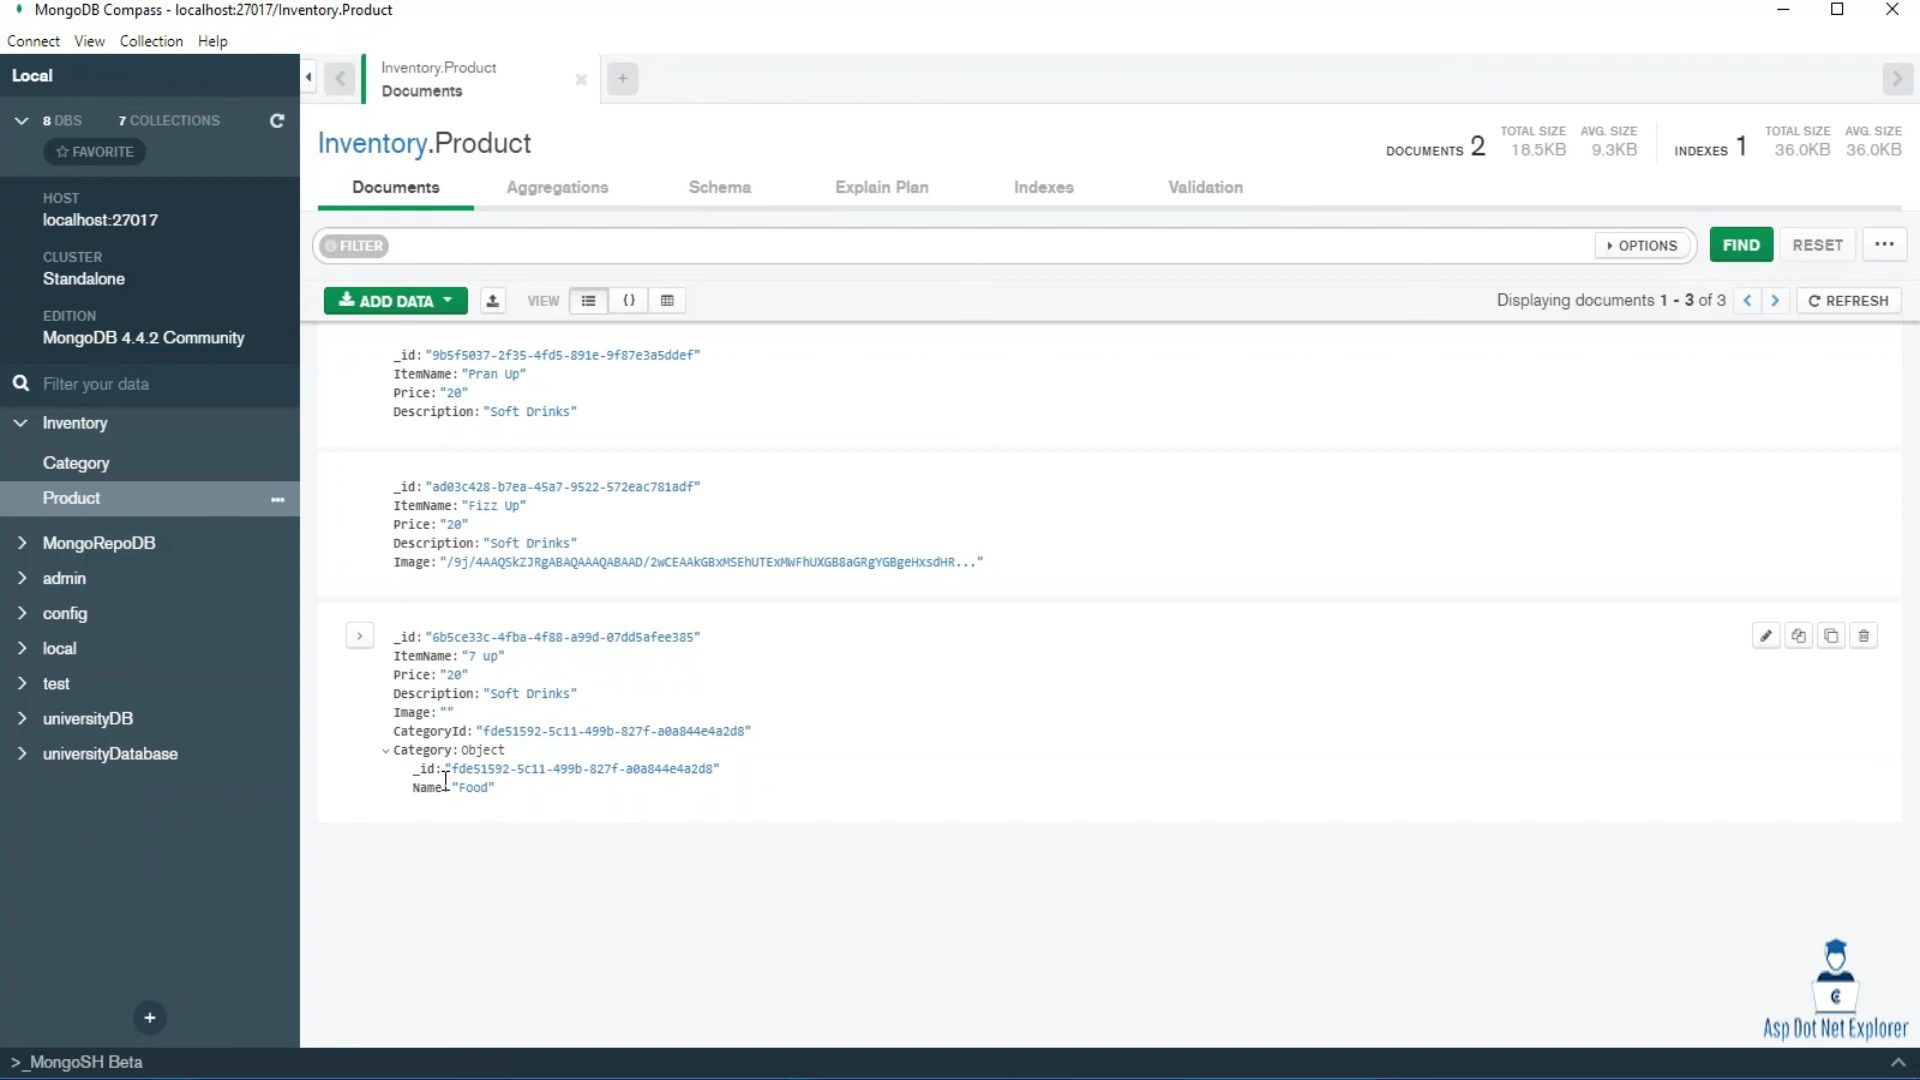 MongoDB Compass - localhost:27017/Inventory.Product
Connect View Collection Help
Local
8 DBS 7 COLLECTIONS
FAVORITE
HOST
localhost:27017
CLUSTER
Standalone
EDITION
MongoDB 4.4.2 Community
Filter your data
Inventory
Category
Product
MongoRepoDB
admin
config
local
test
universityDB
universityDatabase
>_MongoSH Beta
Inventory.Product
Documents
Inventory.Product
DOCUMENTS 2 TOTAL SIZE 18.5KB AVG. SIZE 9.3KB INDEXES 1 TOTAL SIZE 36.0KB AVG. SIZE 36.0KB
Documents Aggregations Schema Explain Plan Indexes Validation
FILTER OPTIONS FIND RESET ...
ADD DATA VIEW {} Displaying documents 1 - 3 of 3 < > REFRESH
_id: "9b5f5037-2f35-4fd5-891e-9f87e3a5ddef"
ItemName: "Pran Up"
Price: "20"
Description: "Soft Drinks"
_id: "ad03c428-b7ea-45a7-9522-572eac781adf"
ItemName: "Fizz Up"
Price: "20"
Description: "Soft Drinks"
Image: "/9j/4AAQSkZJRgABAQAAAQABAAD/2wCEAAkGBxMSEhUTExMWFhUXGB8aGRgYGBgeHxsdHR..."
_id: "6b5ce33c-4fba-4f88-a99d-07dd5afee385"
ItemName: "7 up"
Price: "20"
Description: "Soft Drinks"
Image: ""
CategoryId: "fde51592-5c11-499b-827f-a0a844e4a2d8"
Category: Object
_id: "fde51592-5c11-499b-827f-a0a844e4a2d8"
Name: "Food"
Asp Dot Net Explorer